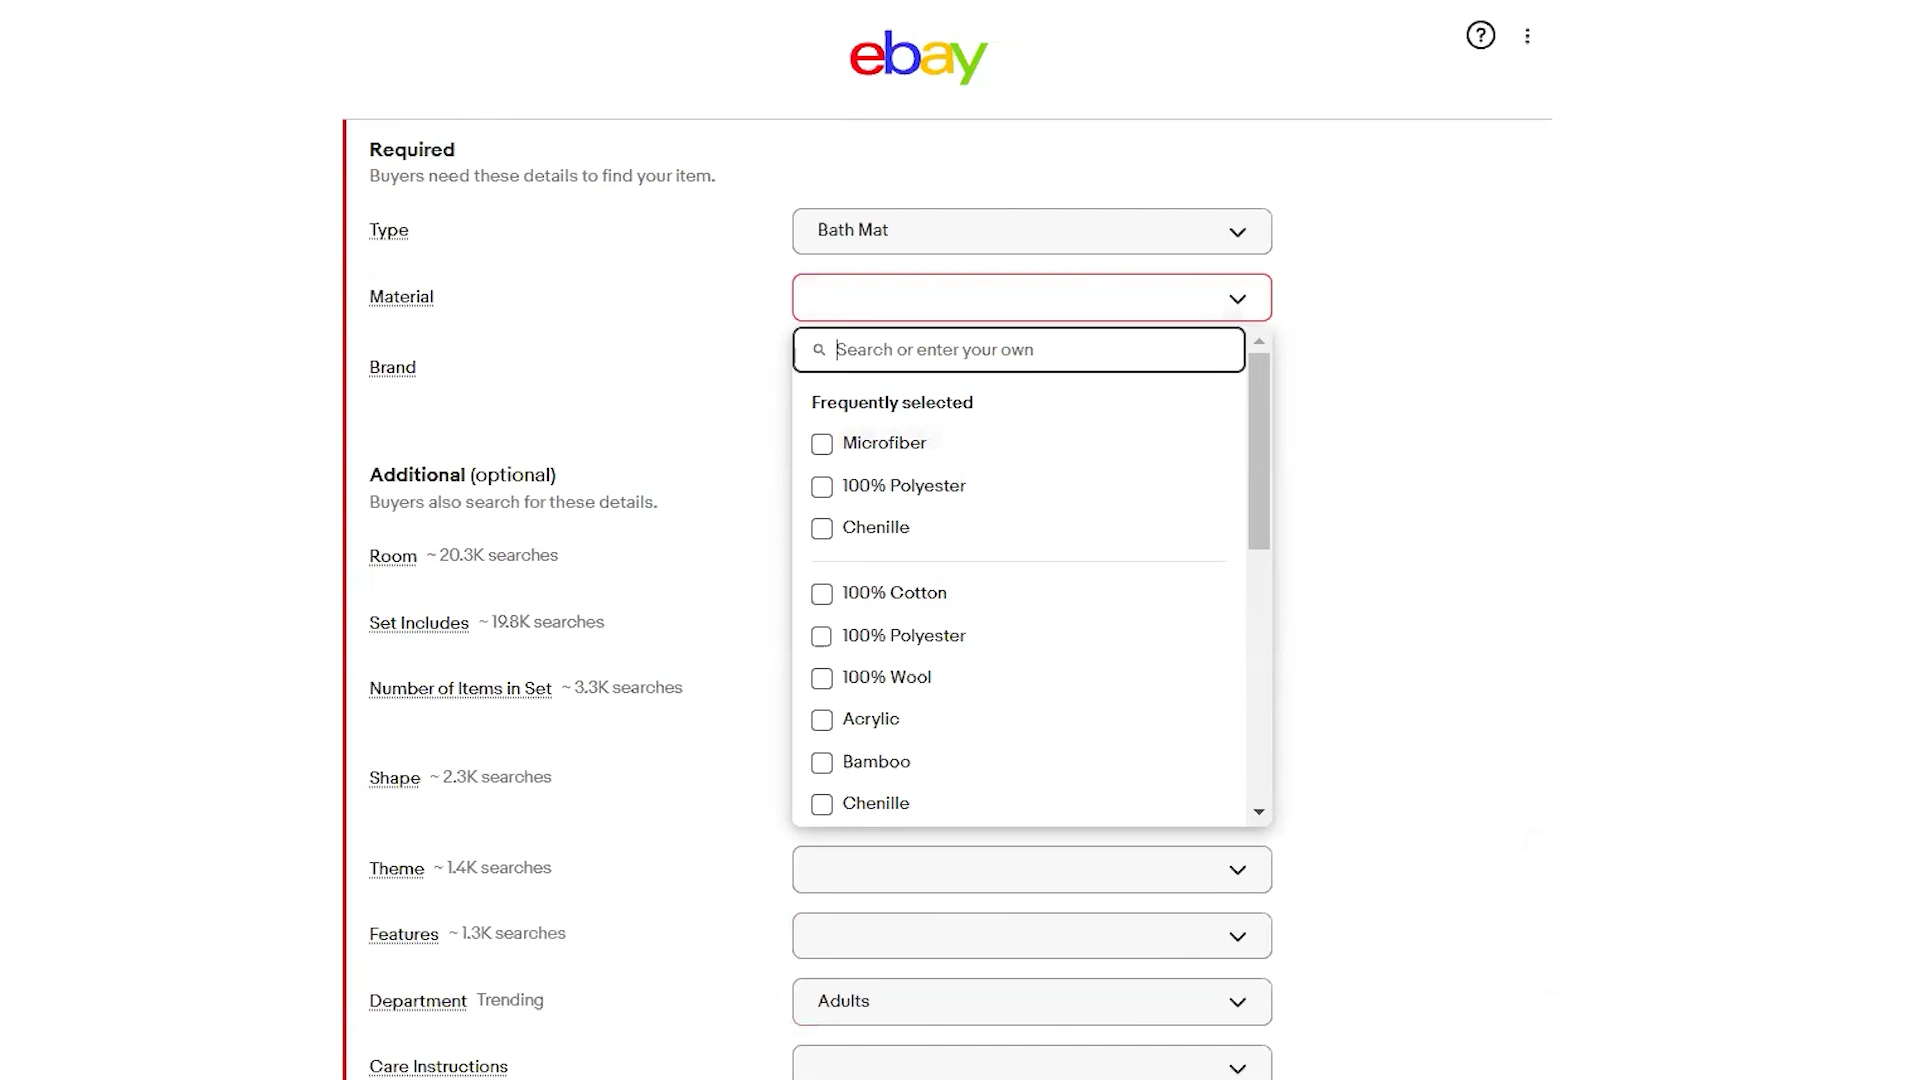 ebay
?
Required
Buyers need these details to find your item.
Type
Bath Mat
Material
Search or enter your own
Brand
Frequently selected
Microfiber
100% Polyester
Chenille
Additional (optional)
Buyers also search for these details.
Room ~ 20.3K searches
Set Includes ~ 19.8K searches
Number of Items in Set ~ 3.3K searches
Shape ~ 2.3K searches
100% Cotton
100% Polyester
100% Wool
Acrylic
Bamboo
Chenille
Theme ~ 1.4K searches
Features ~ 1.3K searches
Department Trending
Adults
Care Instructions